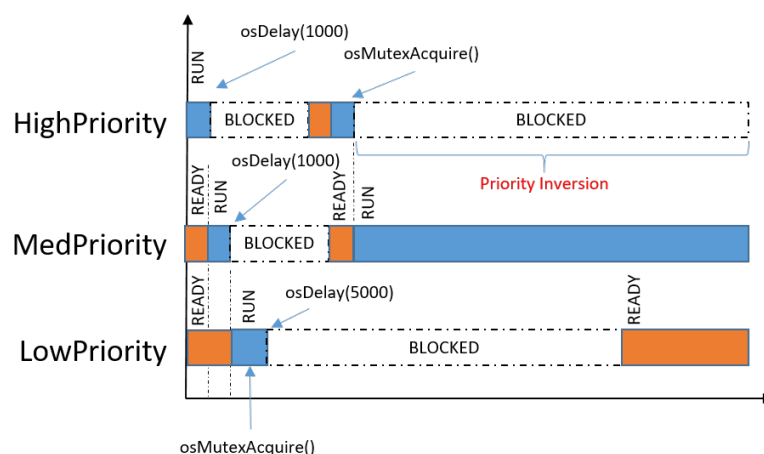 osDelay(1000)
RUN
osMutexAcquire()
HighPriority
BLOCKED
BLOCKED
osDelay(1000)
Priority Inversion
READY
RUN
READY
RUN
MedPriority
BLOCKED
READY
RUN
osDelay(5000)
READY
LowPriority
BLOCKED
osMutexAcquire()